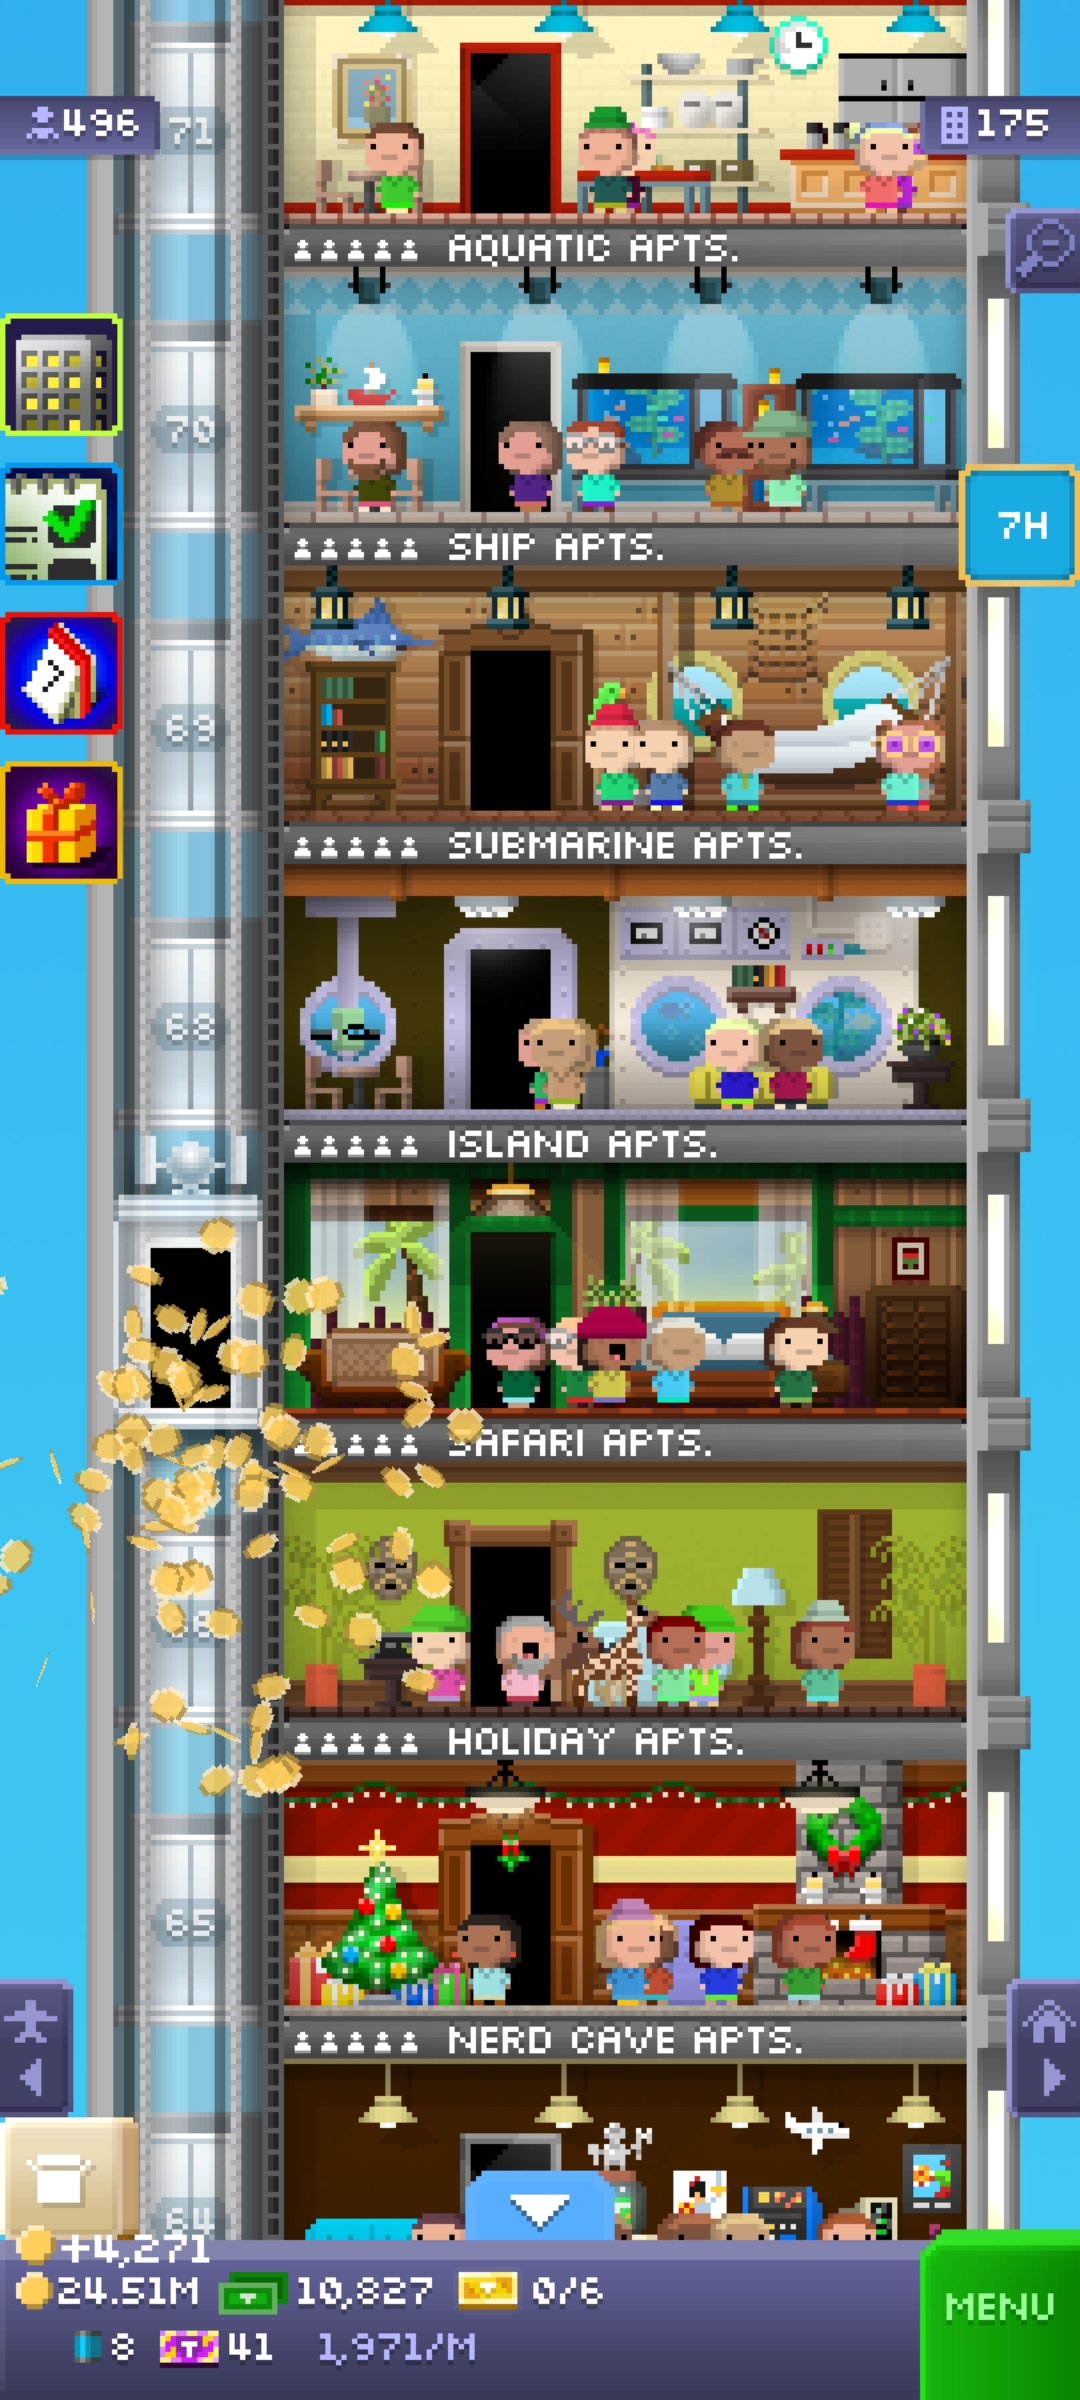 71
496
175
AQUATIC APTS.
70
7H
SHIP APTS.
69
SUBMARINE APTS.
68
ISLAND APTS.
SAFARI APTS.
HOLIDAY APTS.
65
NERD CAVE APTS.
64
+4,271
24.51M
10,827
0/6
MENU
8
T
41
1,971/M